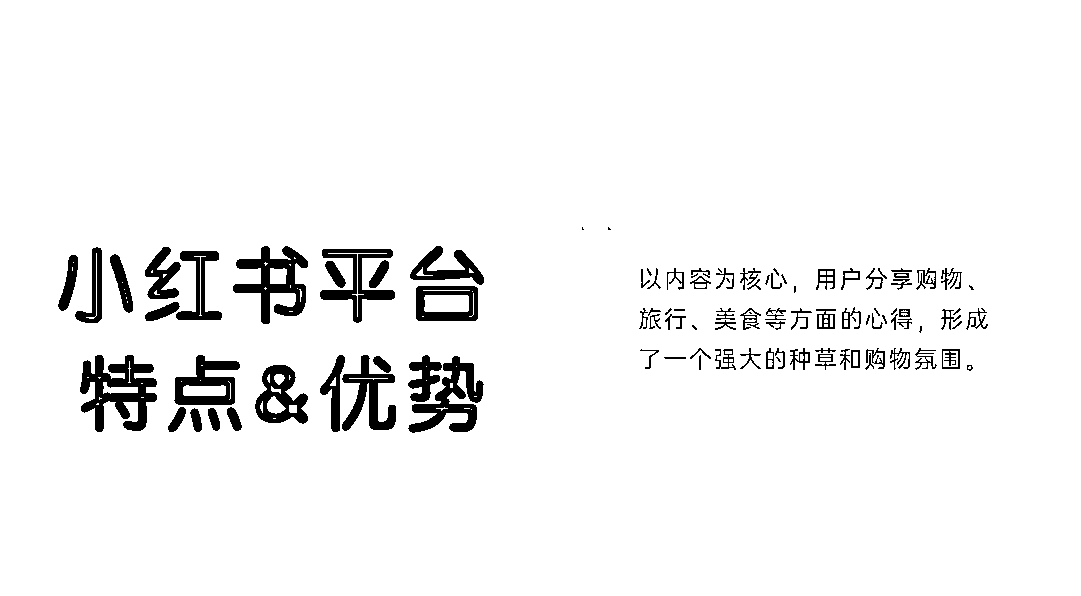 小红书平台
特点&优势
以内容为核心，用户分享购物、
旅行、美食等方面的心得，形成
了一个强大的种草和购物氛围。